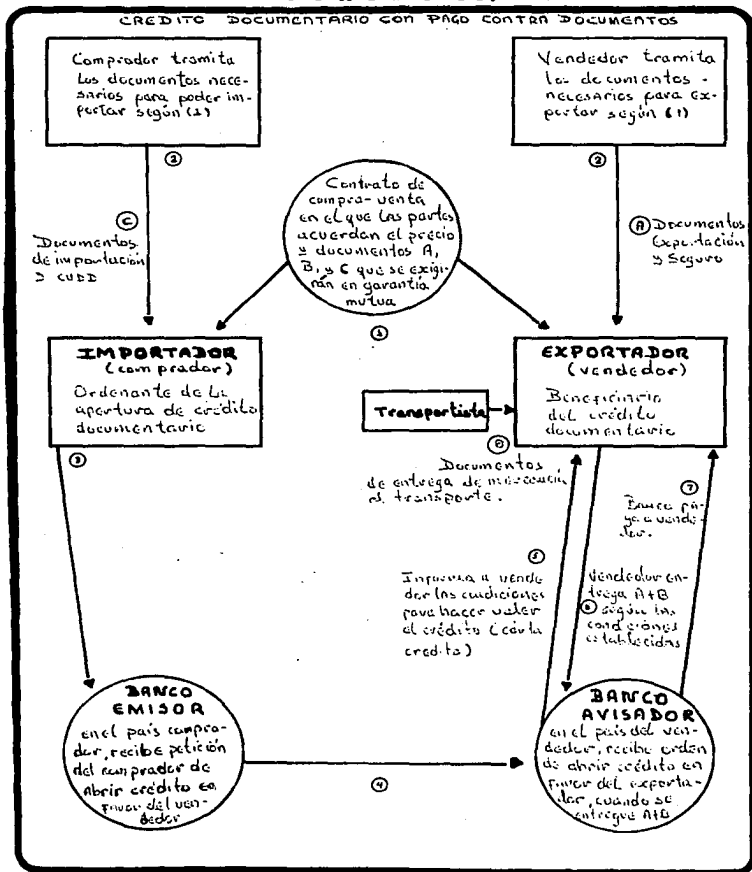 CREDITO DOCUMENTARIO CON PAGO CONTRA DOCUMENTOS
Comprador tramita
los documentos nece-
sarios para poder im-
portar según (1)
Vendedor tramita
los documentos -
necesarios para ex-
portar según (1)
2
2
Contrato de
compra-venta
en el que las partes
acuerdan el precio
y documentos A,
B, y C que se exigi-
rán en garantía
mutua
1
C
Documentos
de importación
A Documentos
Exportación
y Seguro
IMPORTADOR
(comprador)
Ordenante de la
apertura de crédito
documentario
EXPORTADOR
(vendedor)
Beneficiario
del crédito
documentario
Transportista
3
B
Documentos
de entrega de mercancía
al transporte.
7
Banco pa-
ga a vende-
dor.
5
Informa a vende
dor las condiciones
para hacer valer
el crédito (carta
credito)
Vendedor en-
trega A+B
6 según las
condiciones
establecidas
BANCO
EMISOR
en el país compra-
dor, recibe petición
del comprador de
Abrir crédito en
favor del ven-
dedor
4
BANCO
AVISADOR
en el país del ven-
dedor, recibe orden
de abrir crédito en
favor del exporta-
dor, cuando se
entregue A+B